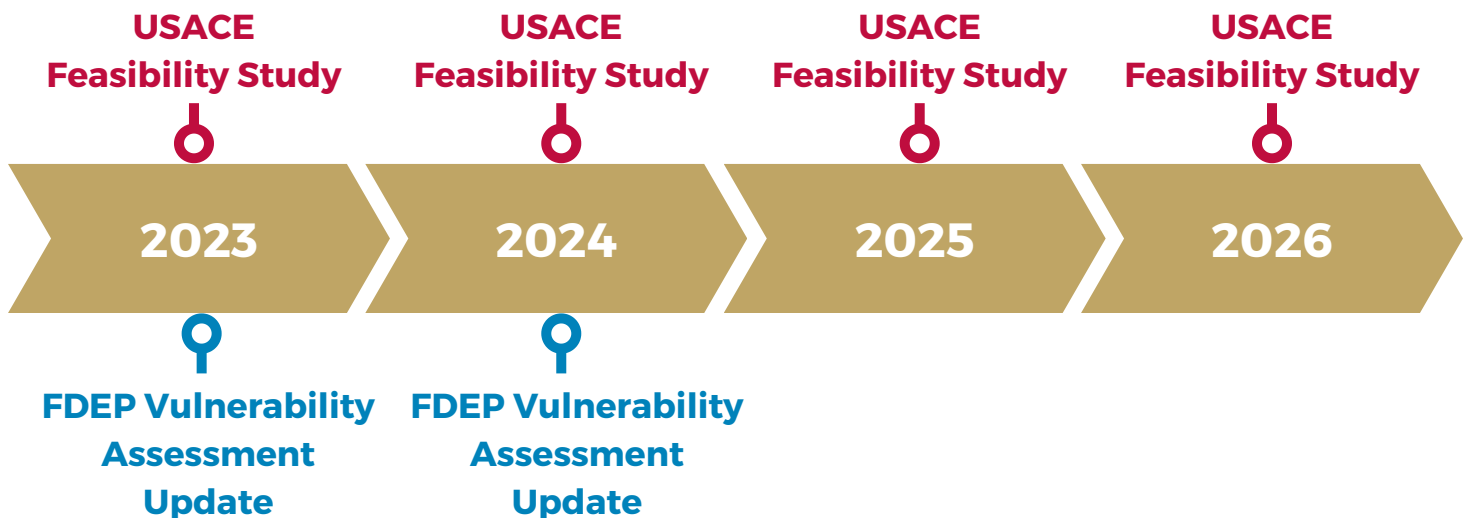 USACE
Feasibility Study
USACE
Feasibility Study
USACE
Feasibility Study
USACE
Feasibility Study
2023
2024
2025
2026
FDEP Vulnerability
Assessment
Update
FDEP Vulnerability
Assessment
Update